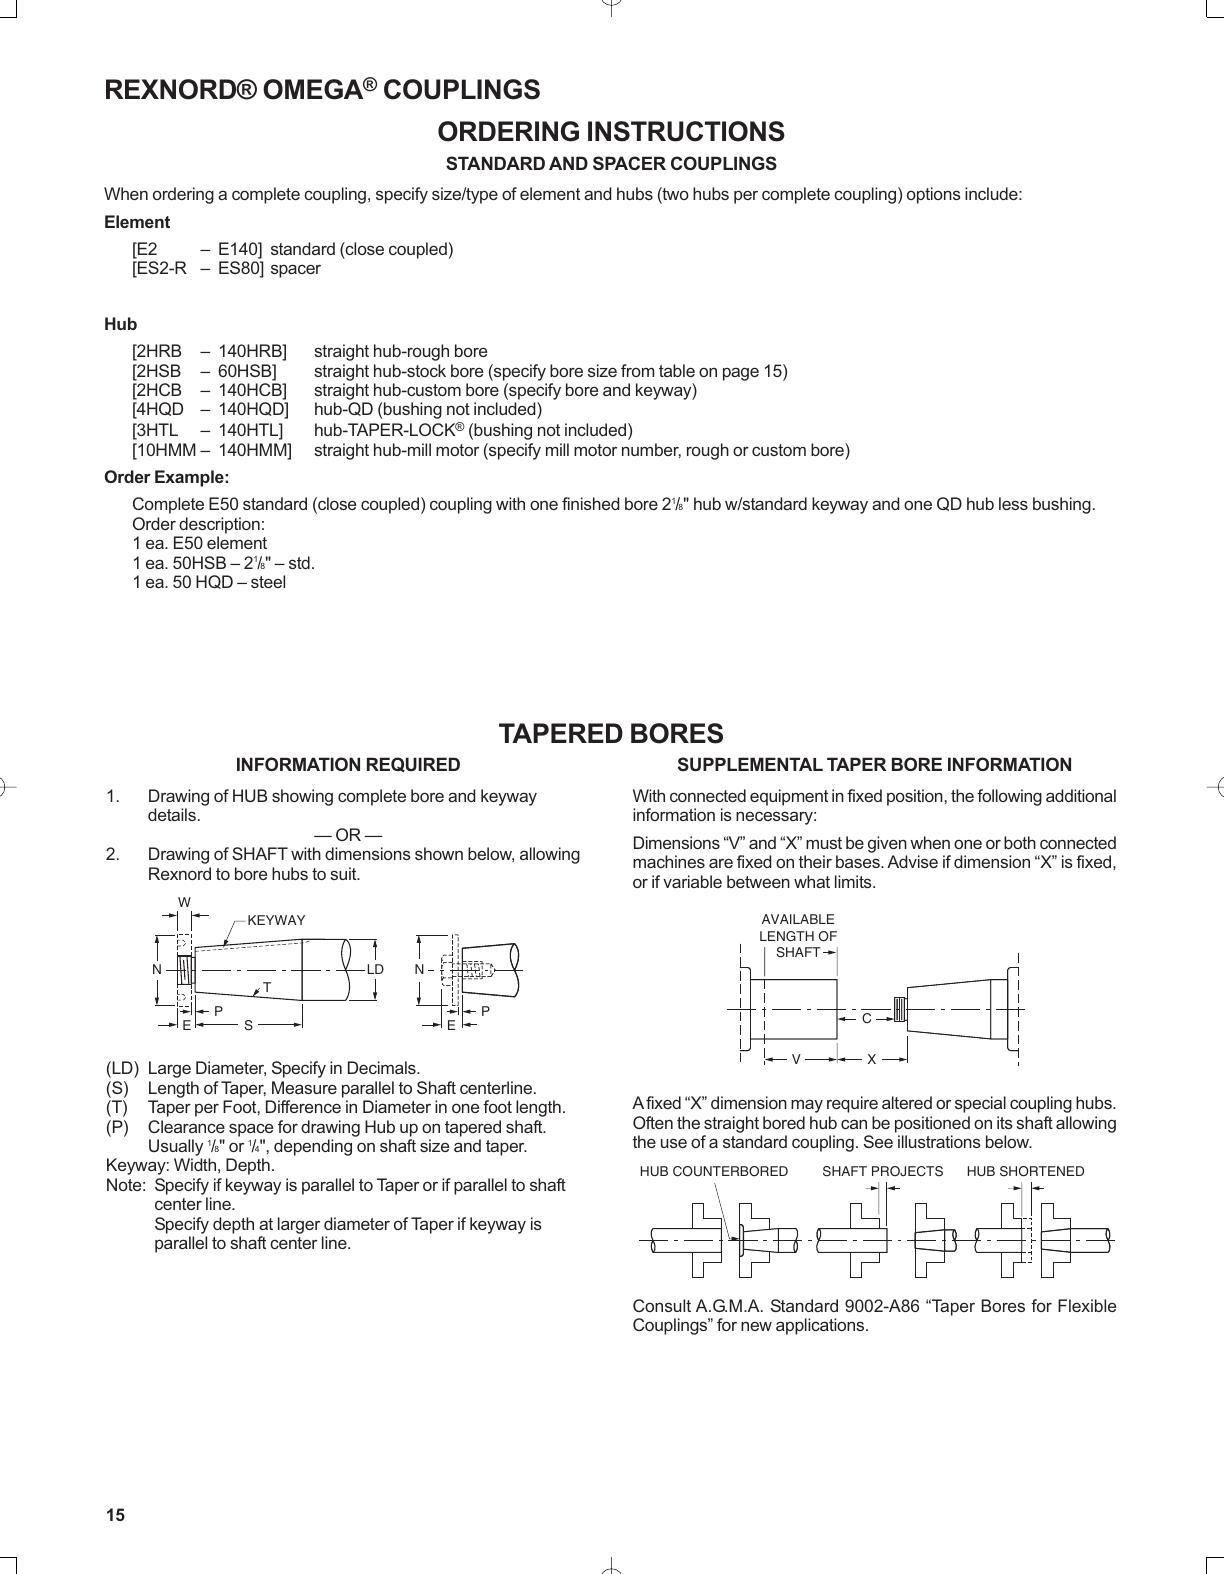 REXNORD® OMEGA® COUPLINGS
ORDERING INSTRUCTIONS
STANDARD AND SPACER COUPLINGS
When ordering a complete coupling, specify size/type of element and hubs (two hubs per complete coupling) options include:
Element
[E2 – E140] standard (close coupled)
[ES2-R – ES80] spacer
Hub
[2HRB – 140HRB] straight hub-rough bore
[2HSB – 60HSB] straight hub-stock bore (specify bore size from table on page 15)
[2HCB – 140HCB] straight hub-custom bore (specify bore and keyway)
[4HQD – 140HQD] hub-QD (bushing not included)
[3HTL – 140HTL] hub-TAPER-LOCK® (bushing not included)
[10HMM – 140HMM] straight hub-mill motor (specify mill motor number, rough or custom bore)
Order Example:
Complete E50 standard (close coupled) coupling with one finished bore 2 1/8" hub w/standard keyway and one QD hub less bushing.
Order description:
1 ea. E50 element
1 ea. 50HSB – 2 1/8" – std.
1 ea. 50 HQD – steel
TAPERED BORES
INFORMATION REQUIRED
1. Drawing of HUB showing complete bore and keyway
details.
— OR —
2. Drawing of SHAFT with dimensions shown below, allowing
Rexnord to bore hubs to suit.
W
KEYWAY
N
LD
N
T
P
P
E
S
E
(LD) Large Diameter, Specify in Decimals.
(S) Length of Taper, Measure parallel to Shaft centerline.
(T) Taper per Foot, Difference in Diameter in one foot length.
(P) Clearance space for drawing Hub up on tapered shaft.
Usually 1/8" or 1/4", depending on shaft size and taper.
Keyway: Width, Depth.
Note: Specify if keyway is parallel to Taper or if parallel to shaft
center line.
Specify depth at larger diameter of Taper if keyway is
parallel to shaft center line.
SUPPLEMENTAL TAPER BORE INFORMATION
With connected equipment in fixed position, the following additional
information is necessary:
Dimensions “V” and “X” must be given when one or both connected
machines are fixed on their bases. Advise if dimension “X” is fixed,
or if variable between what limits.
AVAILABLE
LENGTH OF
SHAFT
C
V
X
A fixed “X” dimension may require altered or special coupling hubs.
Often the straight bored hub can be positioned on its shaft allowing
the use of a standard coupling. See illustrations below.
HUB COUNTERBORED SHAFT PROJECTS HUB SHORTENED
Consult A.G.M.A. Standard 9002-A86 “Taper Bores for Flexible
Couplings” for new applications.
15